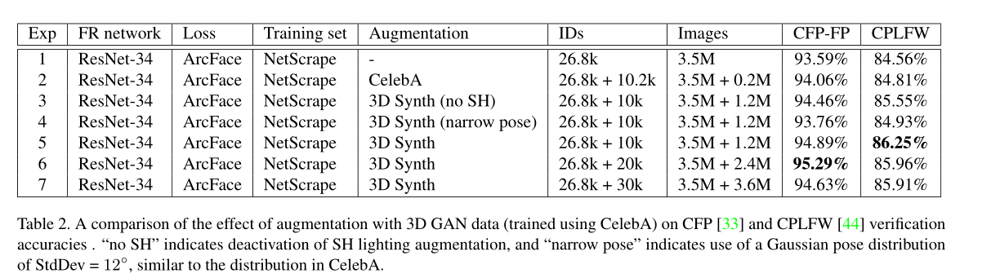 Exp FR network Loss Training set Augmentation IDs Images CFP-FP CPLFW
1 ResNet-34 ArcFace NetScrape - 26.8k 3.5M 93.59% 84.56%
2 ResNet-34 ArcFace NetScrape CelebA 26.8k + 10.2k 3.5M + 0.2M 94.06% 84.81%
3 ResNet-34 ArcFace NetScrape 3D Synth (no SH) 26.8k + 10k 3.5M + 1.2M 94.46% 85.55%
4 ResNet-34 ArcFace NetScrape 3D Synth (narrow pose) 26.8k + 10k 3.5M + 1.2M 93.76% 84.93%
5 ResNet-34 ArcFace NetScrape 3D Synth 26.8k + 10k 3.5M + 1.2M 94.89% 86.25%
6 ResNet-34 ArcFace NetScrape 3D Synth 26.8k + 20k 3.5M + 2.4M 95.29% 85.96%
7 ResNet-34 ArcFace NetScrape 3D Synth 26.8k + 30k 3.5M + 3.6M 94.63% 85.91%
Table 2. A comparison of the effect of augmentation with 3D GAN data (trained using CelebA) on CFP [33] and CPLFW [44] verification
accuracies . “no SH” indicates deactivation of SH lighting augmentation, and “narrow pose” indicates use of a Gaussian pose distribution
of StdDev = 12°, similar to the distribution in CelebA.